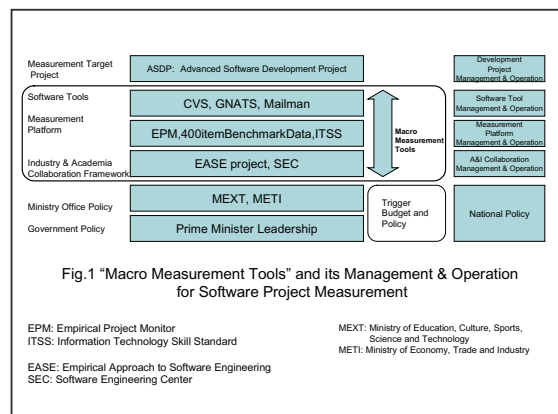 Measurement Target
Project
ASDP: Advanced Software Development Project
Development
Project
Management & Operation
Software Tools
CVS, GNATS, Mailman
Software Tool
Management & Operation
Measurement
Platform
EPM,400itemBenchmarkData,ITSS
Macro
Measurement
Tools
Measurement
Platform
Management & Operation
Industry & Academia
Collaboration Framework
EASE project, SEC
A&I Collaboration
Management & Operation
Ministry Office Policy
MEXT, METI
Government Policy
Prime Minister Leadership
Trigger
Budget and
Policy
National Policy
Fig.1 “Macro Measurement Tools” and its Management & Operation
for Software Project Measurement
EPM: Empirical Project Monitor
ITSS: Information Technology Skill Standard
EASE: Empirical Approach to Software Engineering
SEC: Software Engineering Center
MEXT: Ministry of Education, Culture, Sports,
Science and Technology
METI: Ministry of Economy, Trade and Industry